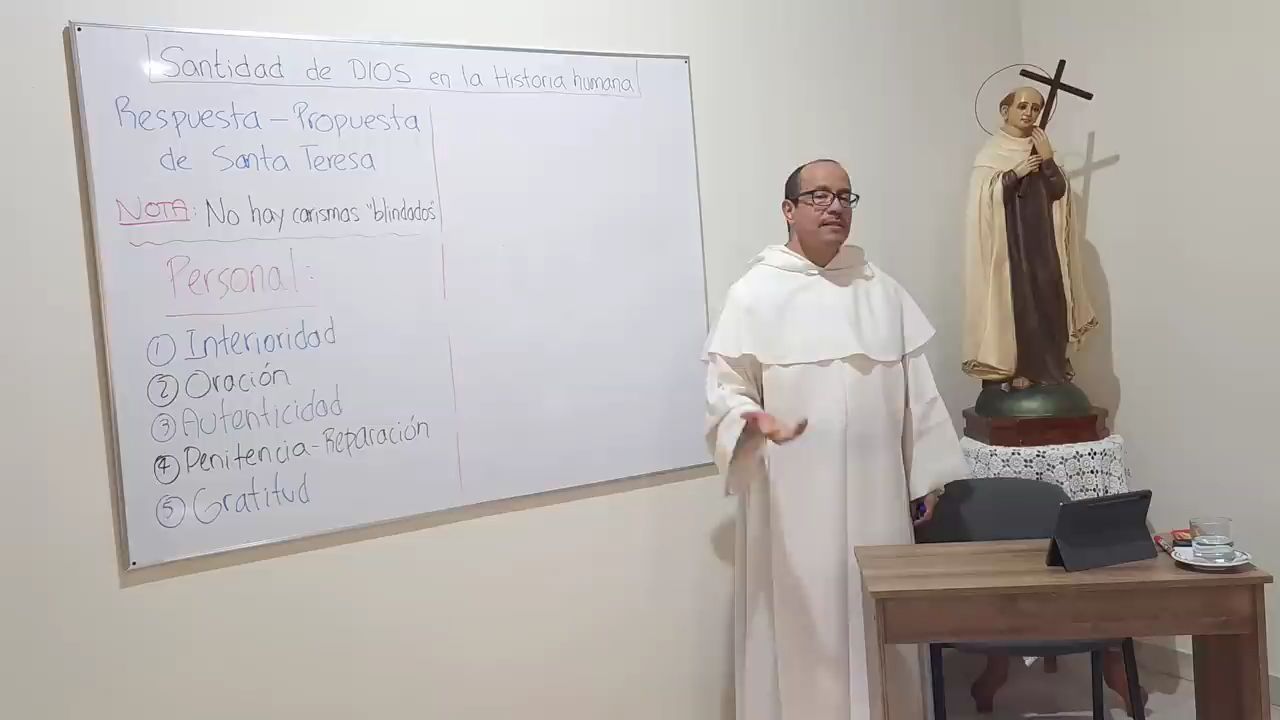 Santidad de DIOS en la Historia humana
Respuesta – Propuesta
de Santa Teresa
NOTA: No hay carismas "blindados"
Personal:
① Interioridad
② Oración
③ Autenticidad
④ Penitencia-Reparación
⑤ Gratitud